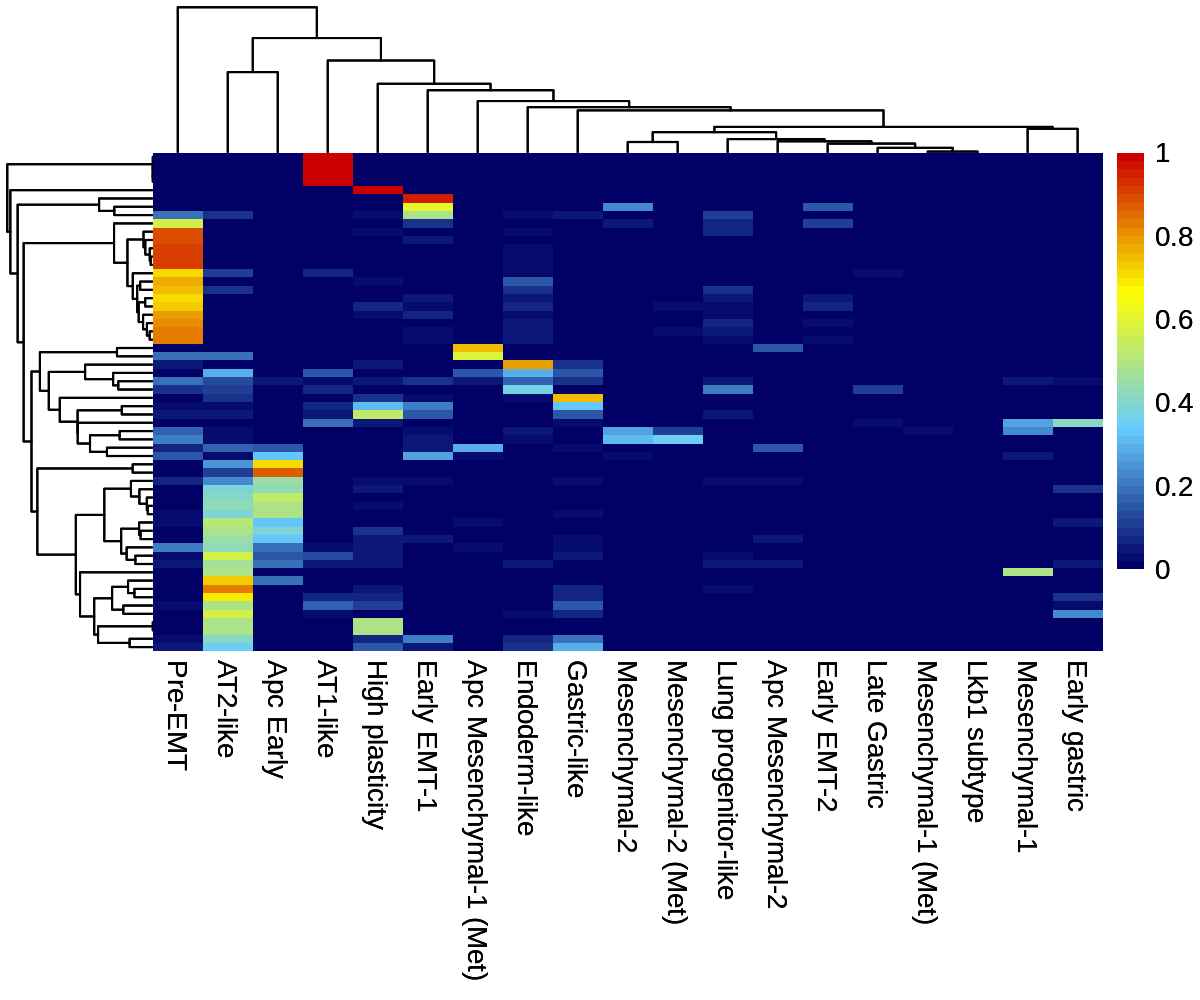 1
0.8
0.6
0.4
0.2
0
Pre-EMT
AT2-like
Apc Early
AT1-like
High plasticity
Early EMT-1
Apc Mesenchymal-1 (Met)
Endoderm-like
Gastric-like
Mesenchymal-2
Mesenchymal-2 (Met)
Lung progenitor-like
Apc Mesenchymal-2
Early EMT-2
Late Gastric
Mesenchymal-1 (Met)
Lkb1 subtype
Mesenchymal-1
Early gastric